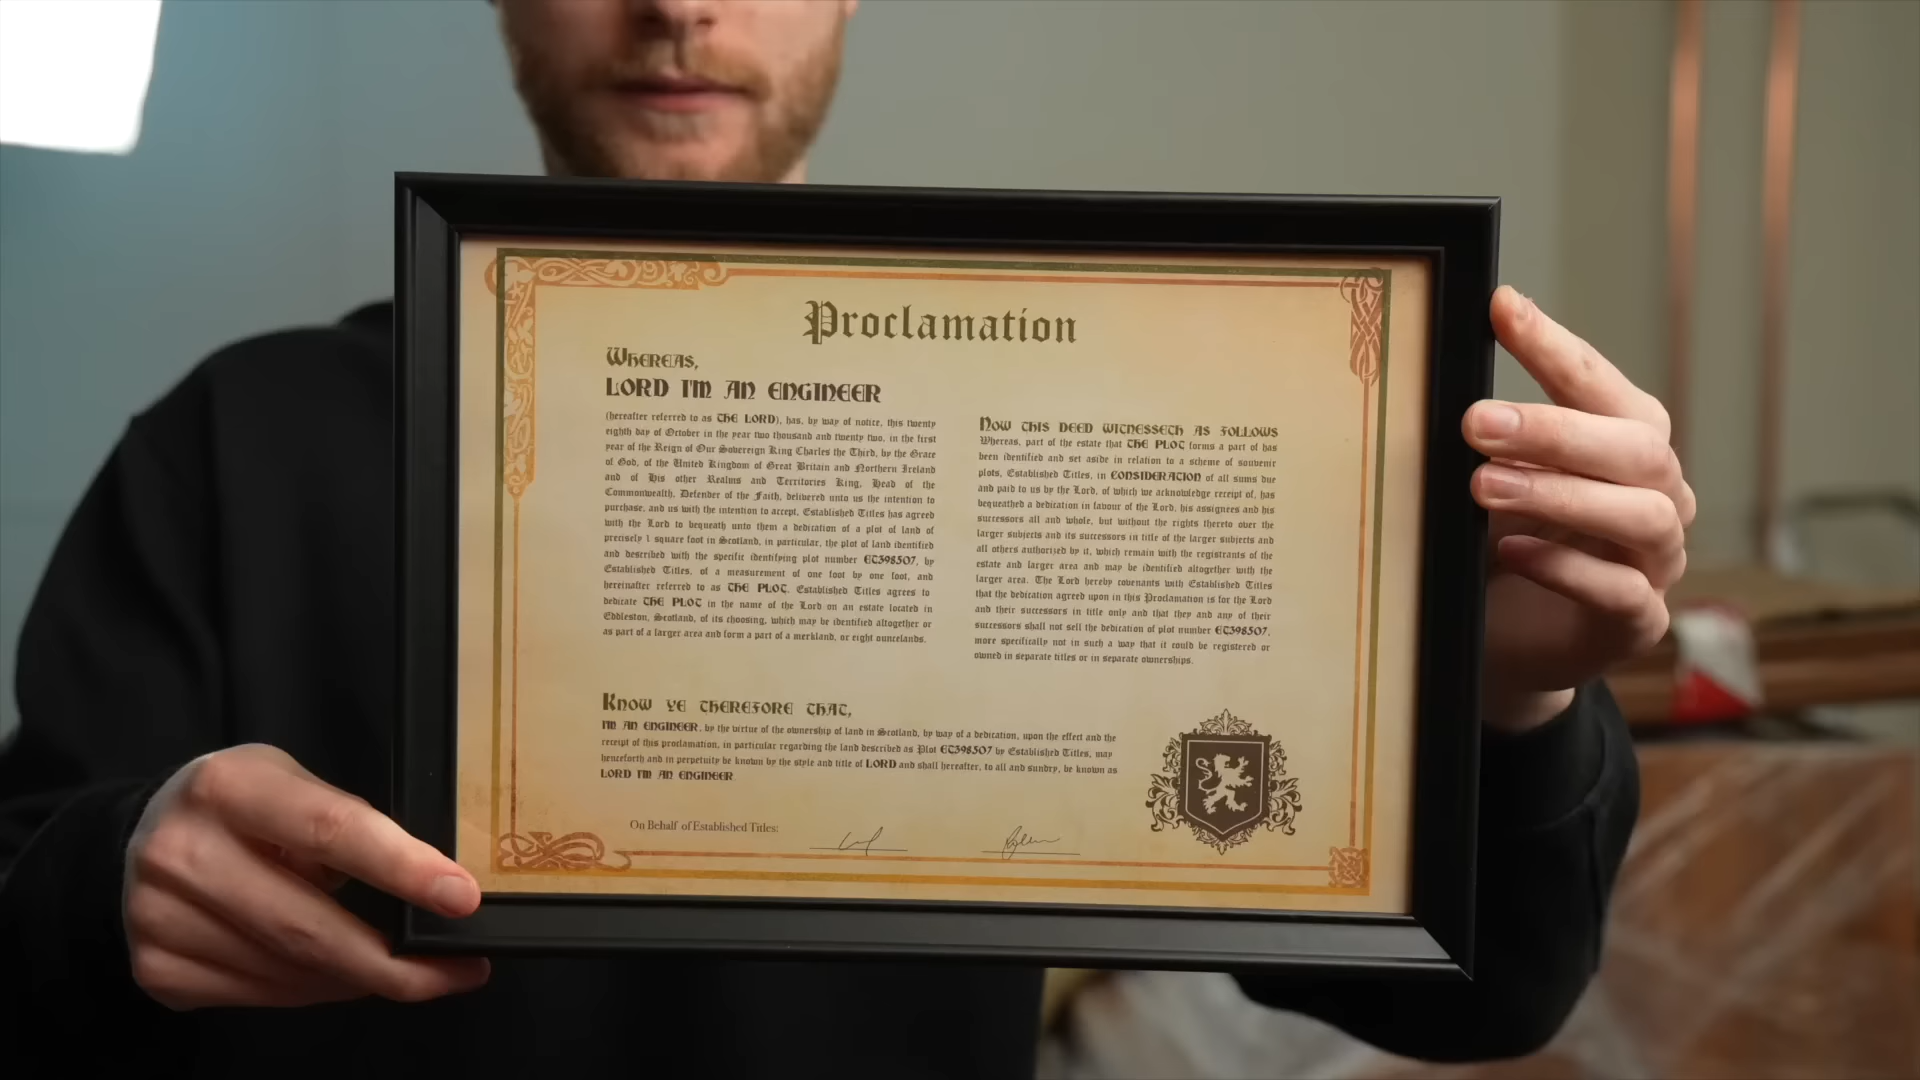 Proclamation
Whereas,
LORD I'M AN ENGINEER
(hereafter referred to as THE LORD), has, by way of notice, this twenty
eighth day of October in the year two thousand and twenty two, in the first
year of the Reign of Our Sovereign King Charles the Third, by the Grace
of God, of the United Kingdom of Great Britain and Northern Ireland
and of His other Realms and Territories King, Head of the
Commonwealth, Defender of the Faith, delivered unto us the intention to
purchase, and us with the intention to accept, Established Titles has agreed
with the Lord to bequeath unto them a dedication of a plot of land of
precisely 1 square foot in Scotland, in particular, the plot of land identified
and described with the specific identifying plot number ET398507, by
Established Titles, of a measurement of one foot by one foot, and
hereinafter referred to as THE PLOT. Established Titles agrees to
dedicate THE PLOT in the name of the Lord on an estate located in
Eddleston, Scotland, of its choosing, which may be identified altogether or
as part of a larger area and form a part of a merkland, or eight ouncelands.
NOW THIS DEED WITNESSETH AS FOLLOWS
Whereas, part of the estate that THE PLOT forms a part of has
been identified and set aside in relation to a scheme of souvenir
plots, Established Titles, in CONSIDERATION of all sums due
and paid to us by the Lord, of which we acknowledge receipt of, has
bequeathed a dedication in favour of the Lord, his assignees and his
successors all and whole, but without the rights thereto over the
larger subjects and its successors in title of the larger subjects and
all others authorized by it, which remain with the registrants of the
estate and larger area and may be identified altogether with the
larger area. The Lord hereby covenants with Established Titles
that the dedication agreed upon in this Proclamation is for the Lord
and their successors in title only and that they and any of their
successors shall not sell the dedication of plot number ET398507,
more specifically not in such a way that it could be registered or
owned in separate titles or in separate ownerships.
Know ye therefore that,
I'M AN ENGINEER, by the virtue of the ownership of land in Scotland, by way of a dedication, upon the effect and the
receipt of this proclamation, in particular regarding the land described as Plot ET398507 by Established Titles, may
henceforth and in perpetuity be known by the style and title of LORD and shall hereafter, to all and sundry, be known as
LORD I'M AN ENGINEER.
On Behalf of Established Titles: